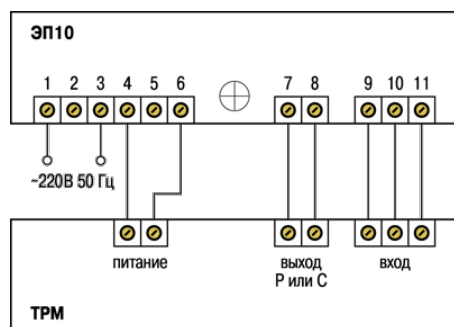 ЭП10
1 2 3 4 5 6 7 8 9 10 11
~220В 50 Гц
питание
выход
Р или С
вход
ТРМ